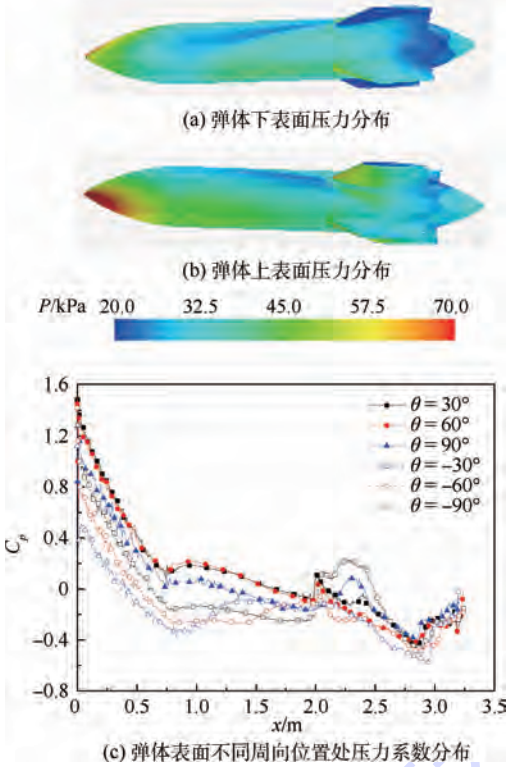 (a) 弹体下表面压力分布
(b) 弹体上表面压力分布
P/kPa 20.0 32.5 45.0 57.5 70.0
1.6
1.2
0.8
0.4
0
−0.4
−0.8
Cp
θ = 30°
θ = 60°
θ = 90°
θ = −30°
θ = −60°
θ = −90°
0 0.5 1.0 1.5 2.0 2.5 3.0 3.5
x/m
(c) 弹体表面不同周向位置处压力系数分布